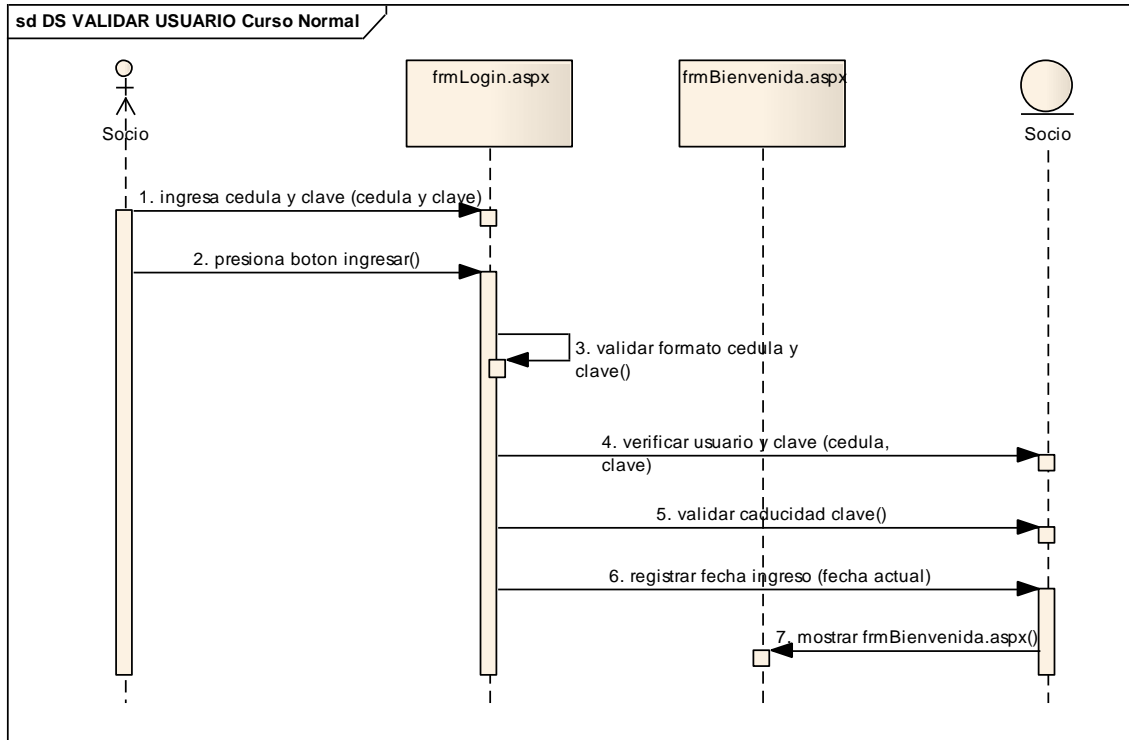 sd DS VALIDAR USUARIO Curso Normal
Socio
frmLogin.aspx
frmBienvenida.aspx
Socio
1. ingresa cedula y clave (cedula y clave)
2. presiona boton ingresar()
3. validar formato cedula y
clave()
4. verificar usuario y clave (cedula,
clave)
5. validar caducidad clave()
6. registrar fecha ingreso (fecha actual)
7. mostrar frmBienvenida.aspx()